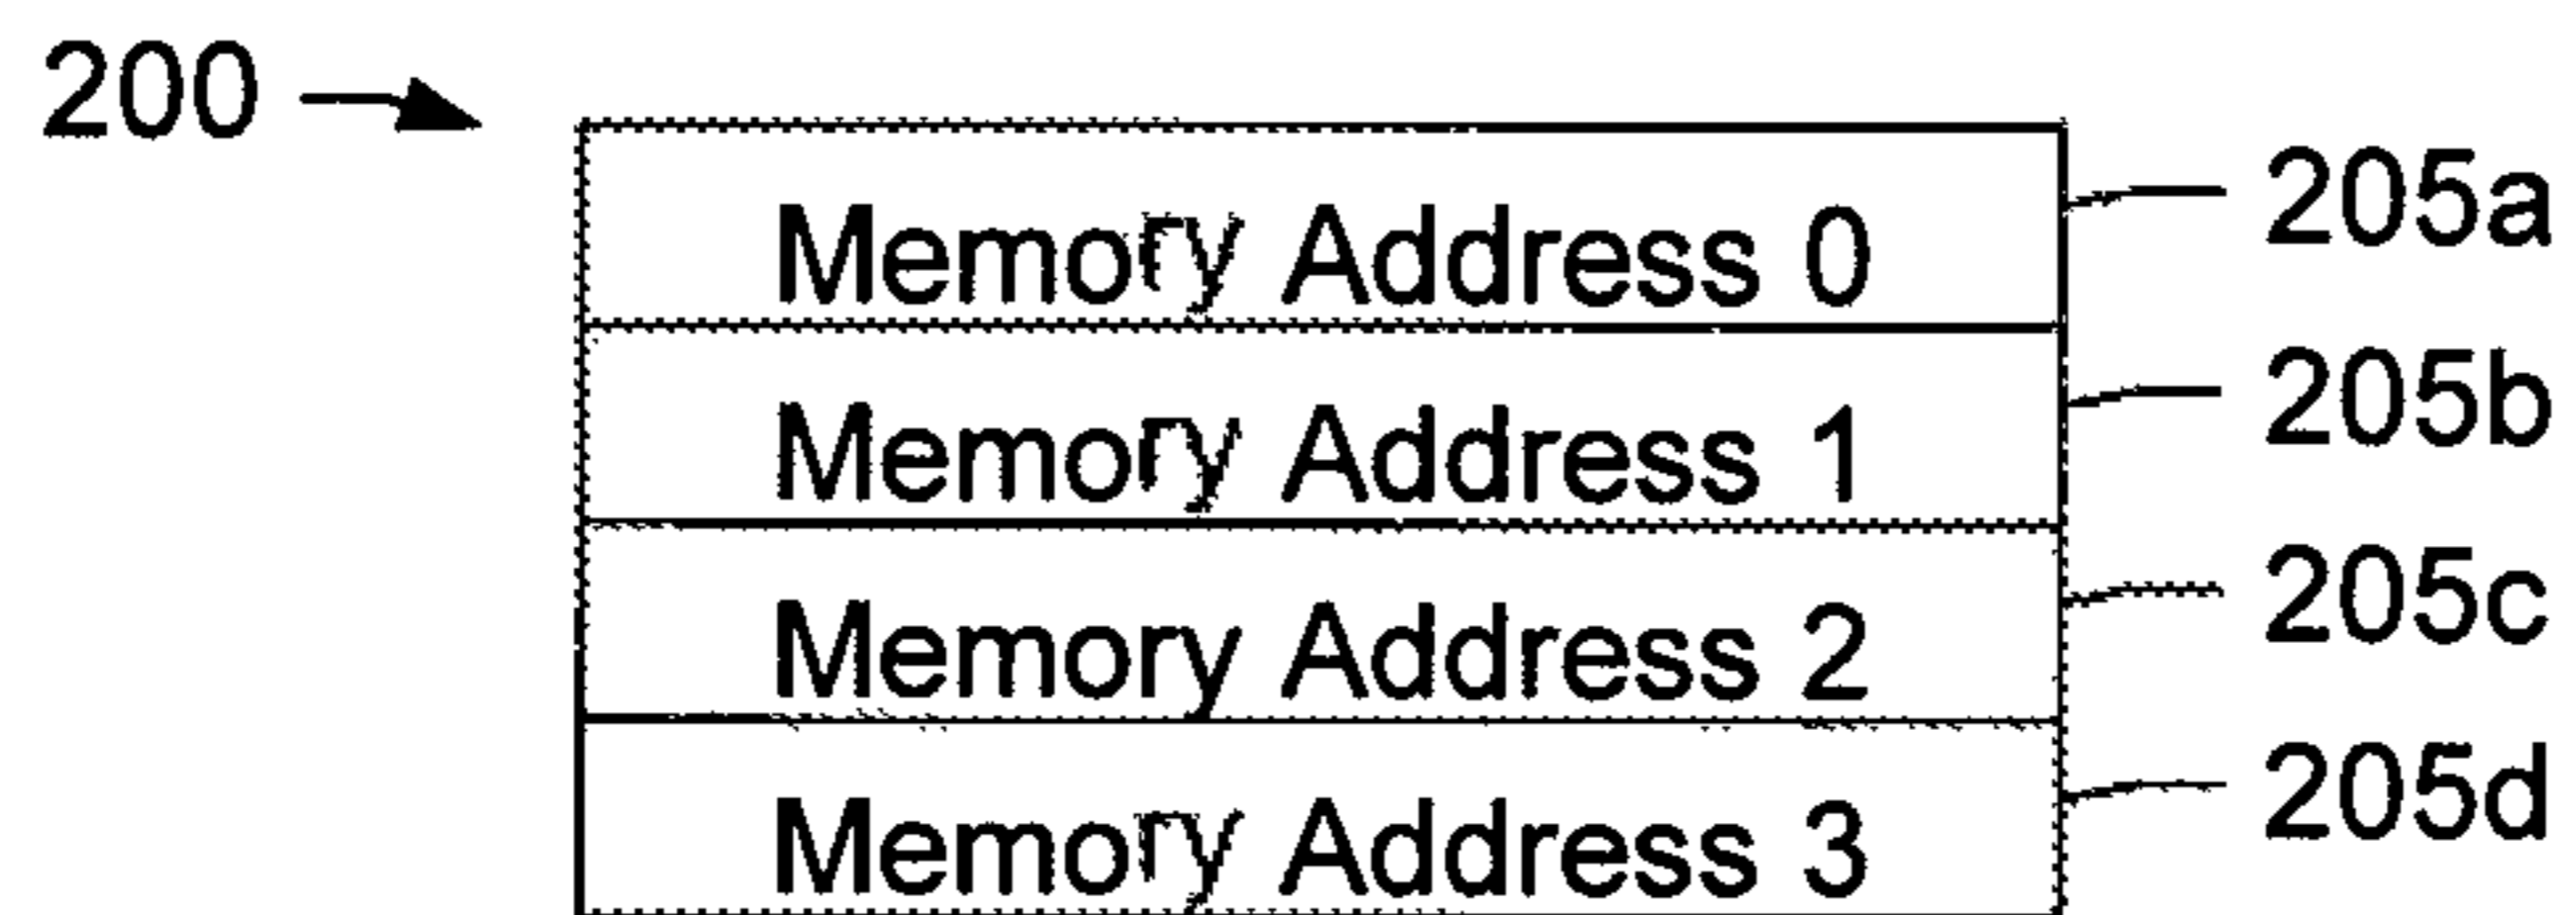 200
Memory Address 0 205a
Memory Address 1 205b
Memory Address 2 205c
Memory Address 3 205d